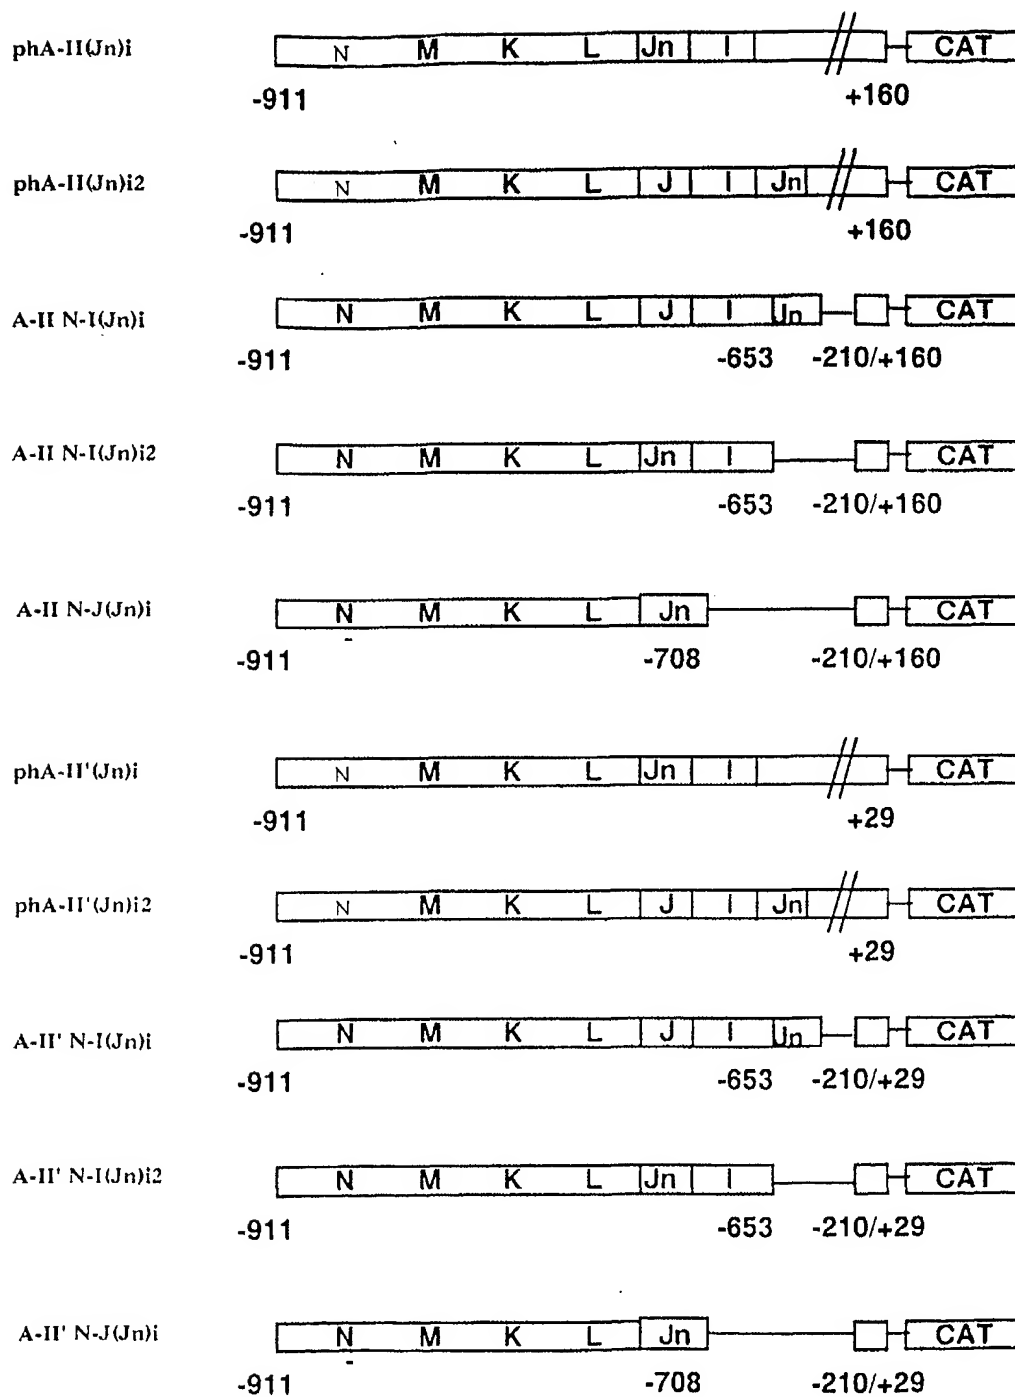 phA-II(Jn)i N M K L Jn I CAT
-911 +160
phA-II(Jn)i2 N M K L J I Jn CAT
-911 +160
A-II N-I(Jn)i N M K L J I Jn CAT
-911 -653 -210/+160
A-II N-I(Jn)i2 N M K L Jn I CAT
-911 -653 -210/+160
A-II N-J(Jn)i N M K L Jn CAT
-911 -708 -210/+160
phA-II'(Jn)i N M K L Jn I CAT
-911 +29
phA-II'(Jn)i2 N M K L J I Jn CAT
-911 +29
A-II' N-I(Jn)i N M K L J I Jn CAT
-911 -653 -210/+29
A-II' N-I(Jn)i2 N M K L Jn I CAT
-911 -653 -210/+29
A-II' N-J(Jn)i N M K L Jn CAT
-911 -708 -210/+29